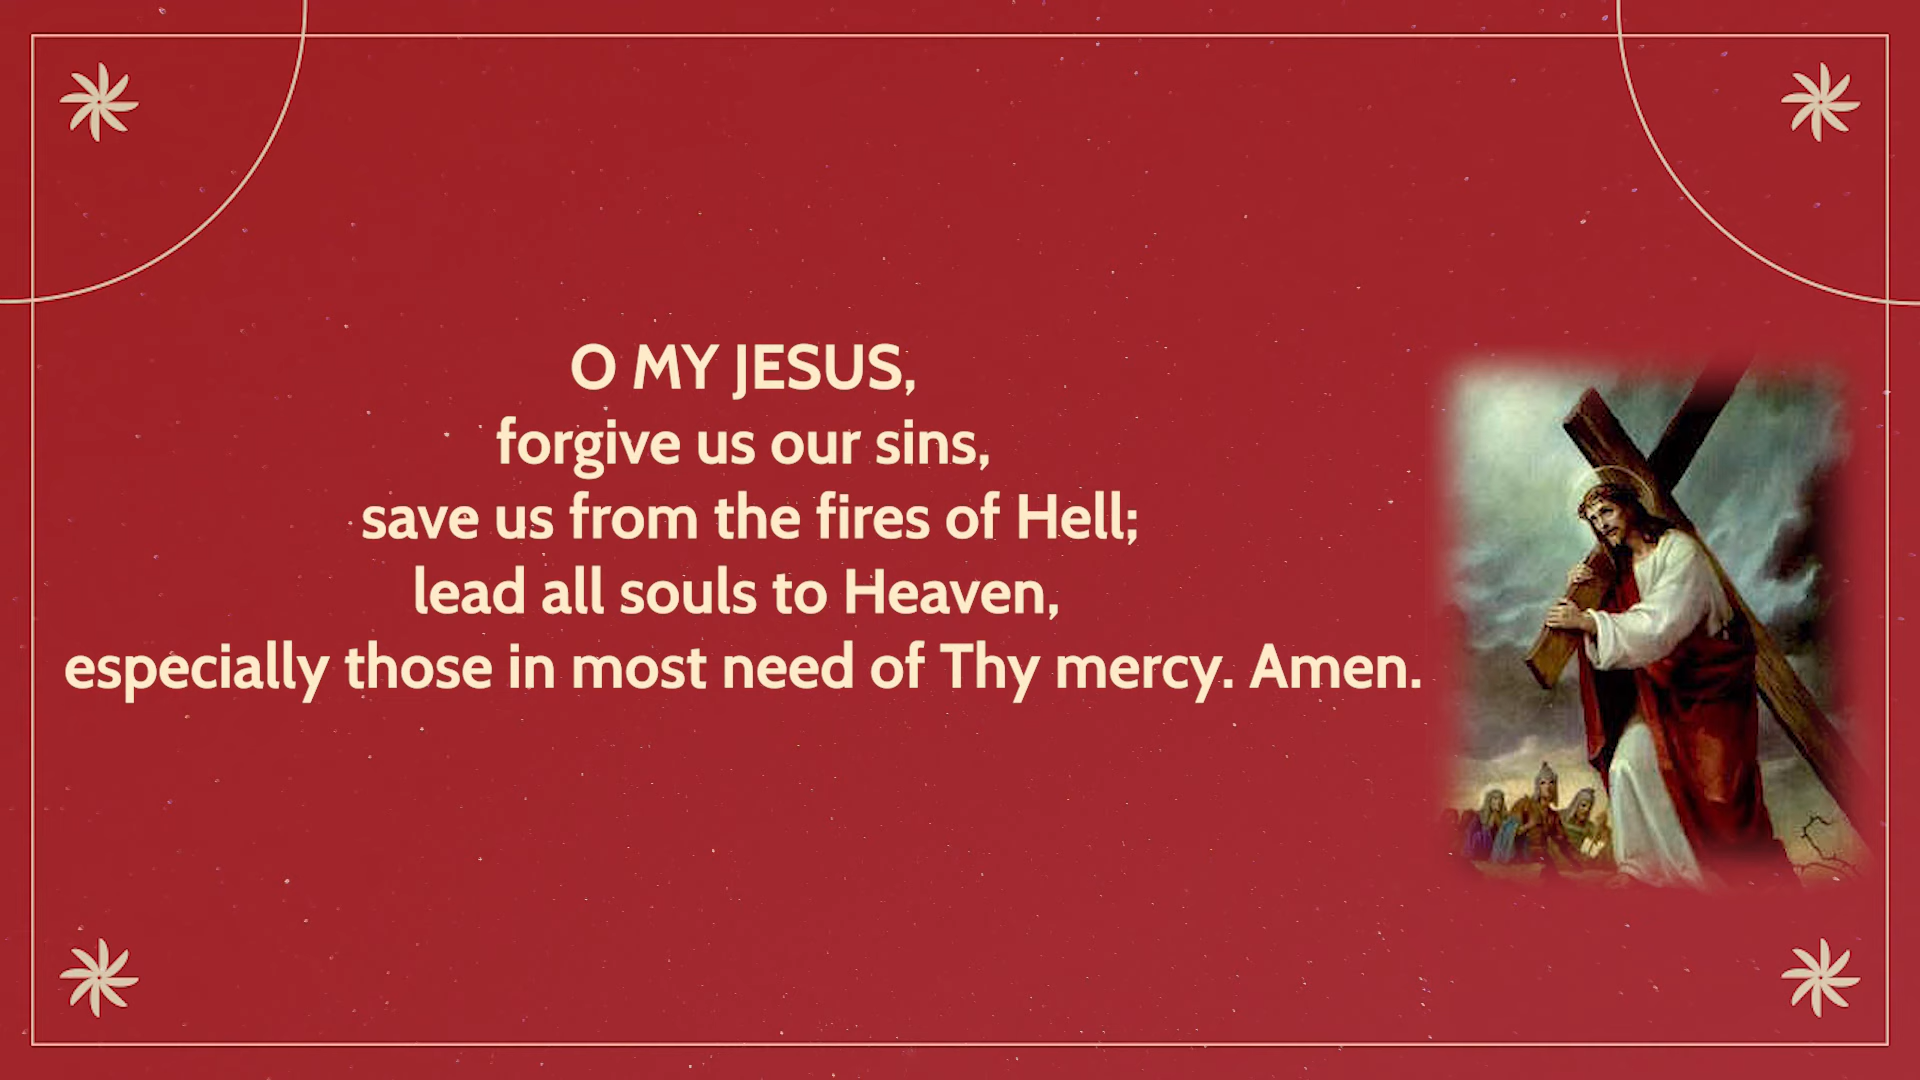 O MY JESUS,
forgive us our sins,
save us from the fires of Hell;
lead all souls to Heaven,
especially those in most need of Thy mercy. Amen.